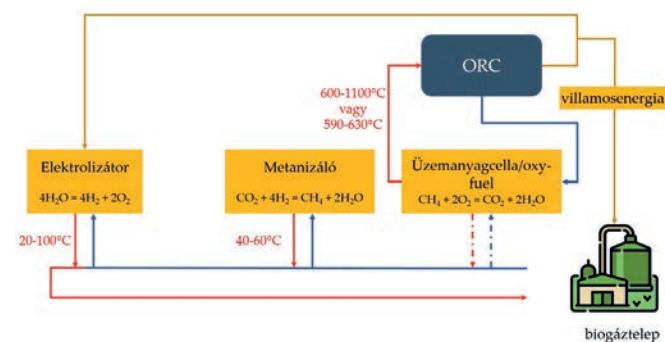 ORC
600-1100°C
vagy
590-630°C
villamosenergia
Elektrolizátor
4H₂O = 4H₂ + 2O₂
Metanizáló
CO₂ + 4H₂ = CH₄ + 2H₂O
Üzemanyagcella/oxy-
fuel
CH₄ + 2O₂ = CO₂ + 2H₂O
20-100°C
40-60°C
biogáztelep